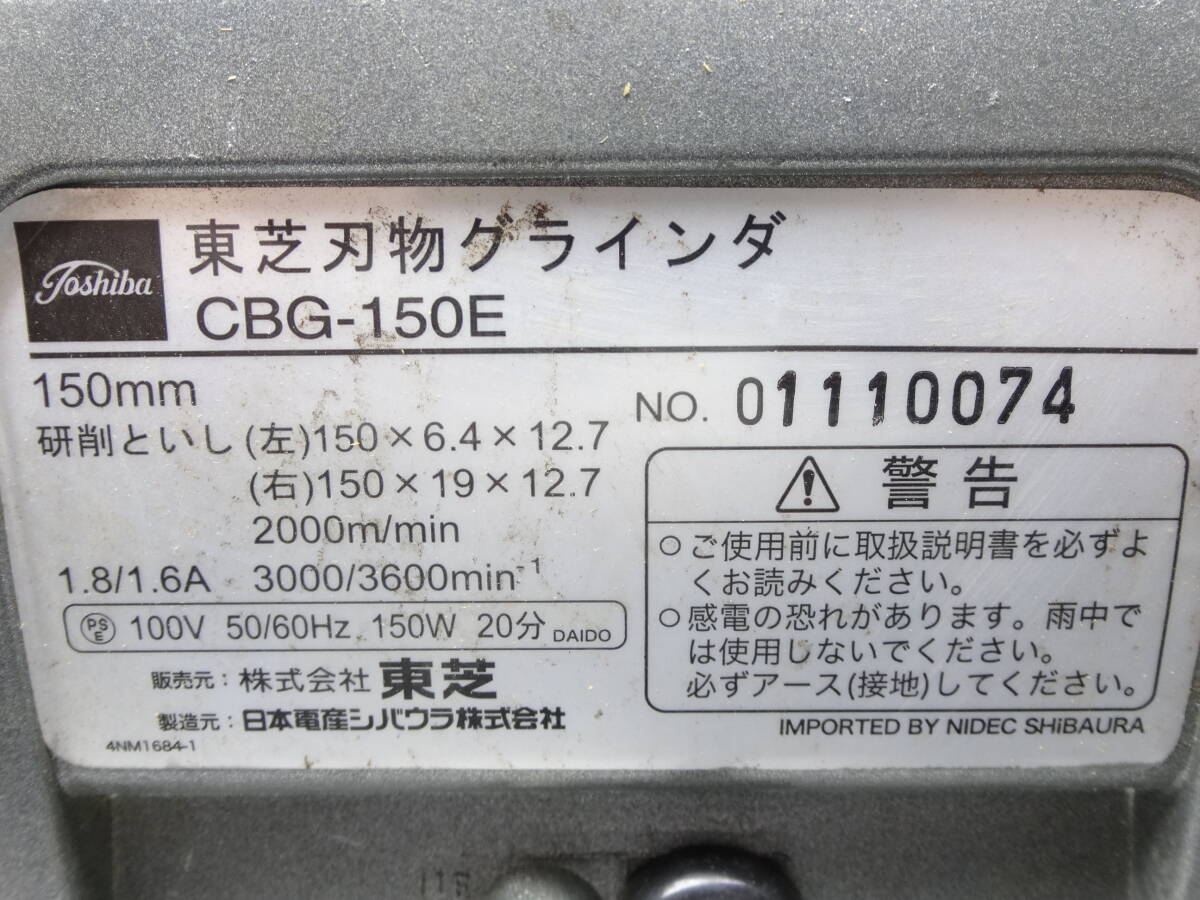 Toshiba
東芝刃物グラインダ
CBG-150E
150mm
NO. 01110074
研削といし(左)150×6.4×12.7
(右)150×19×12.7
2000m/min
1.8/1.6A 3000/3600min-1
PSE 100V 50/60Hz 150W 20分 DAIDO
販売元：株式会社 東芝
製造元：日本電産シバウラ株式会社
4NM1684-1
警告
○ご使用前に取扱説明書を必ずよ
くお読みください。
○感電の恐れがあります。雨中で
は使用しないでください。
必ずアース(接地)してください。
IMPORTED BY NIDEC SHiBAURA